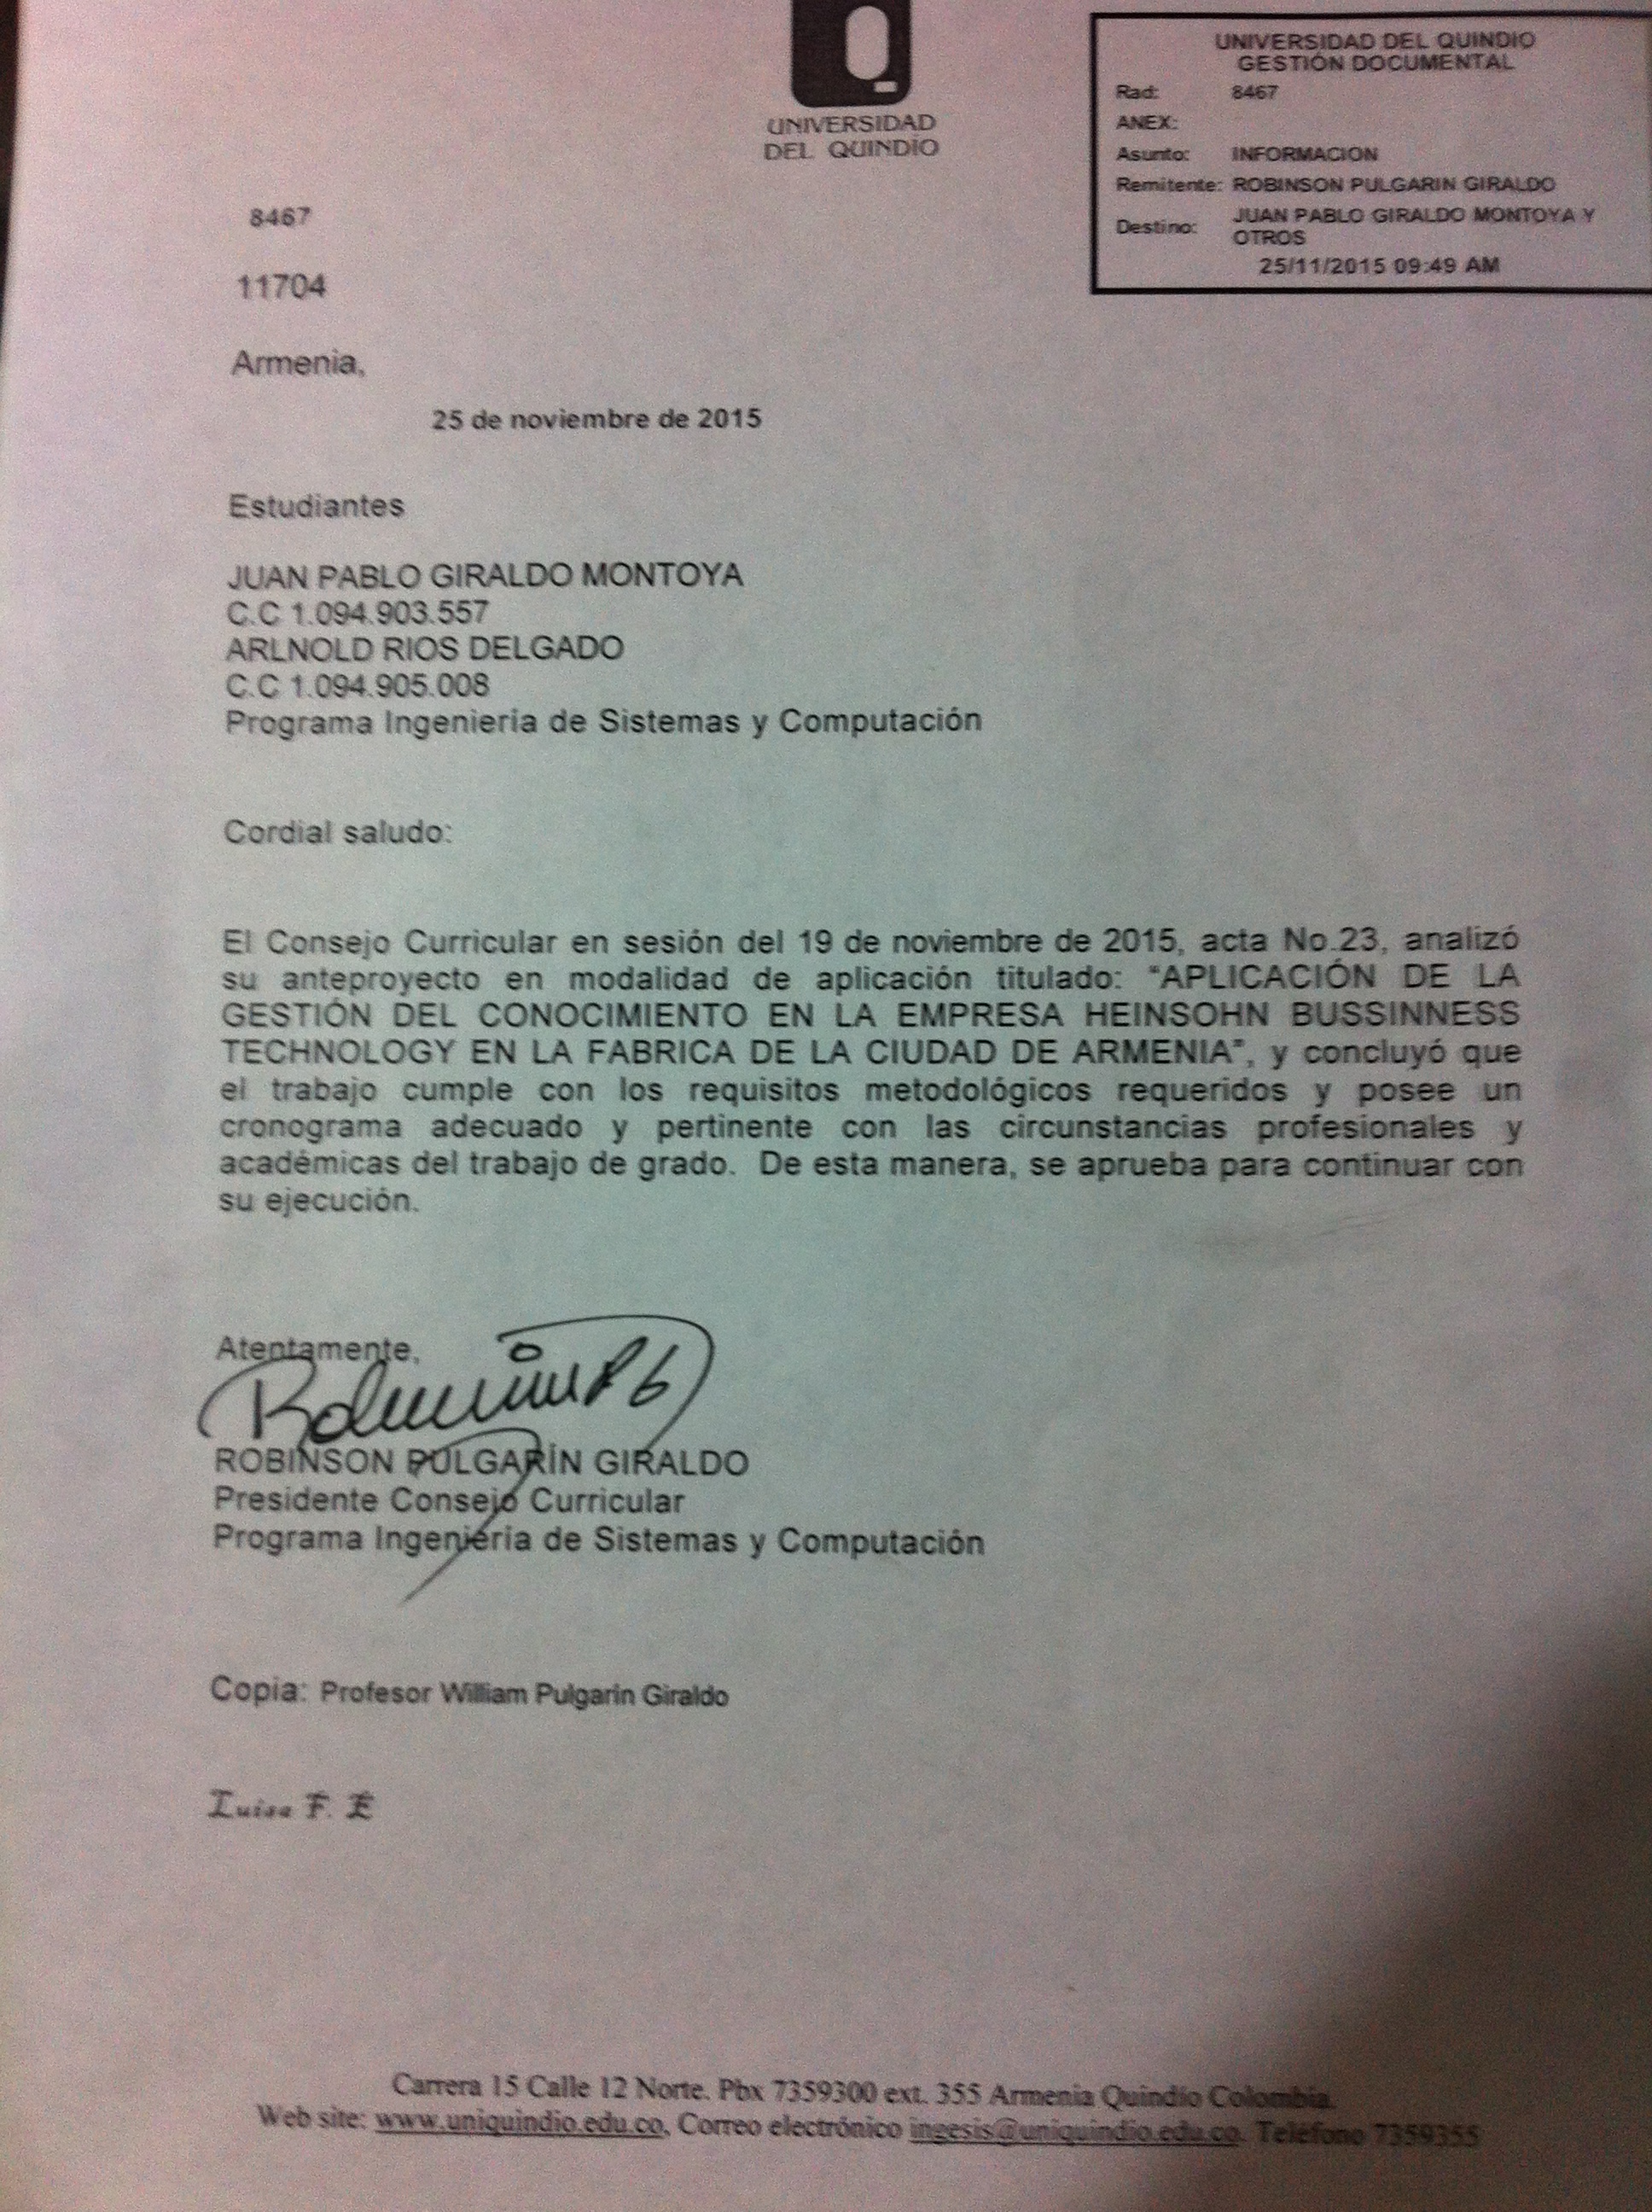 UNIVERSIDAD
DEL QUINDÍO
UNIVERSIDAD DEL QUINDIO
GESTIÓN DOCUMENTAL
Rad: 8467
ANEX:
Asunto: INFORMACION
Remitente: ROBINSON PULGARIN GIRALDO
Destino: JUAN PABLO GIRALDO MONTOYA Y
OTROS
25/11/2015 09:49 AM
8467
11704
Armenia,
25 de noviembre de 2015
Estudiantes
JUAN PABLO GIRALDO MONTOYA
C.C 1.094.903.557
ARLNOLD RIOS DELGADO
C.C 1.094.905.008
Programa Ingeniería de Sistemas y Computación
Cordial saludo:
El Consejo Curricular en sesión del 19 de noviembre de 2015, acta No.23, analizó
su anteproyecto en modalidad de aplicación titulado: "APLICACIÓN DE LA
GESTIÓN DEL CONOCIMIENTO EN LA EMPRESA HEINSOHN BUSSINNESS
TECHNOLOGY EN LA FABRICA DE LA CIUDAD DE ARMENIA", y concluyó que
el trabajo cumple con los requisitos metodológicos requeridos y posee un
cronograma adecuado y pertinente con las circunstancias profesionales y
académicas del trabajo de grado. De esta manera, se aprueba para continuar con
su ejecución.
Atentamente,
ROBINSON PULGARÍN GIRALDO
Presidente Consejo Curricular
Programa Ingeniería de Sistemas y Computación
Copia: Profesor William Pulgarín Giraldo
Luisa F. E
Carrera 15 Calle 12 Norte. Pbx 7359300 ext. 355 Armenia Quindío Colombia.
Web site: www.uniquindio.edu.co, Correo electrónico ingesis@uniquindio.edu.co. Teléfono 7359355